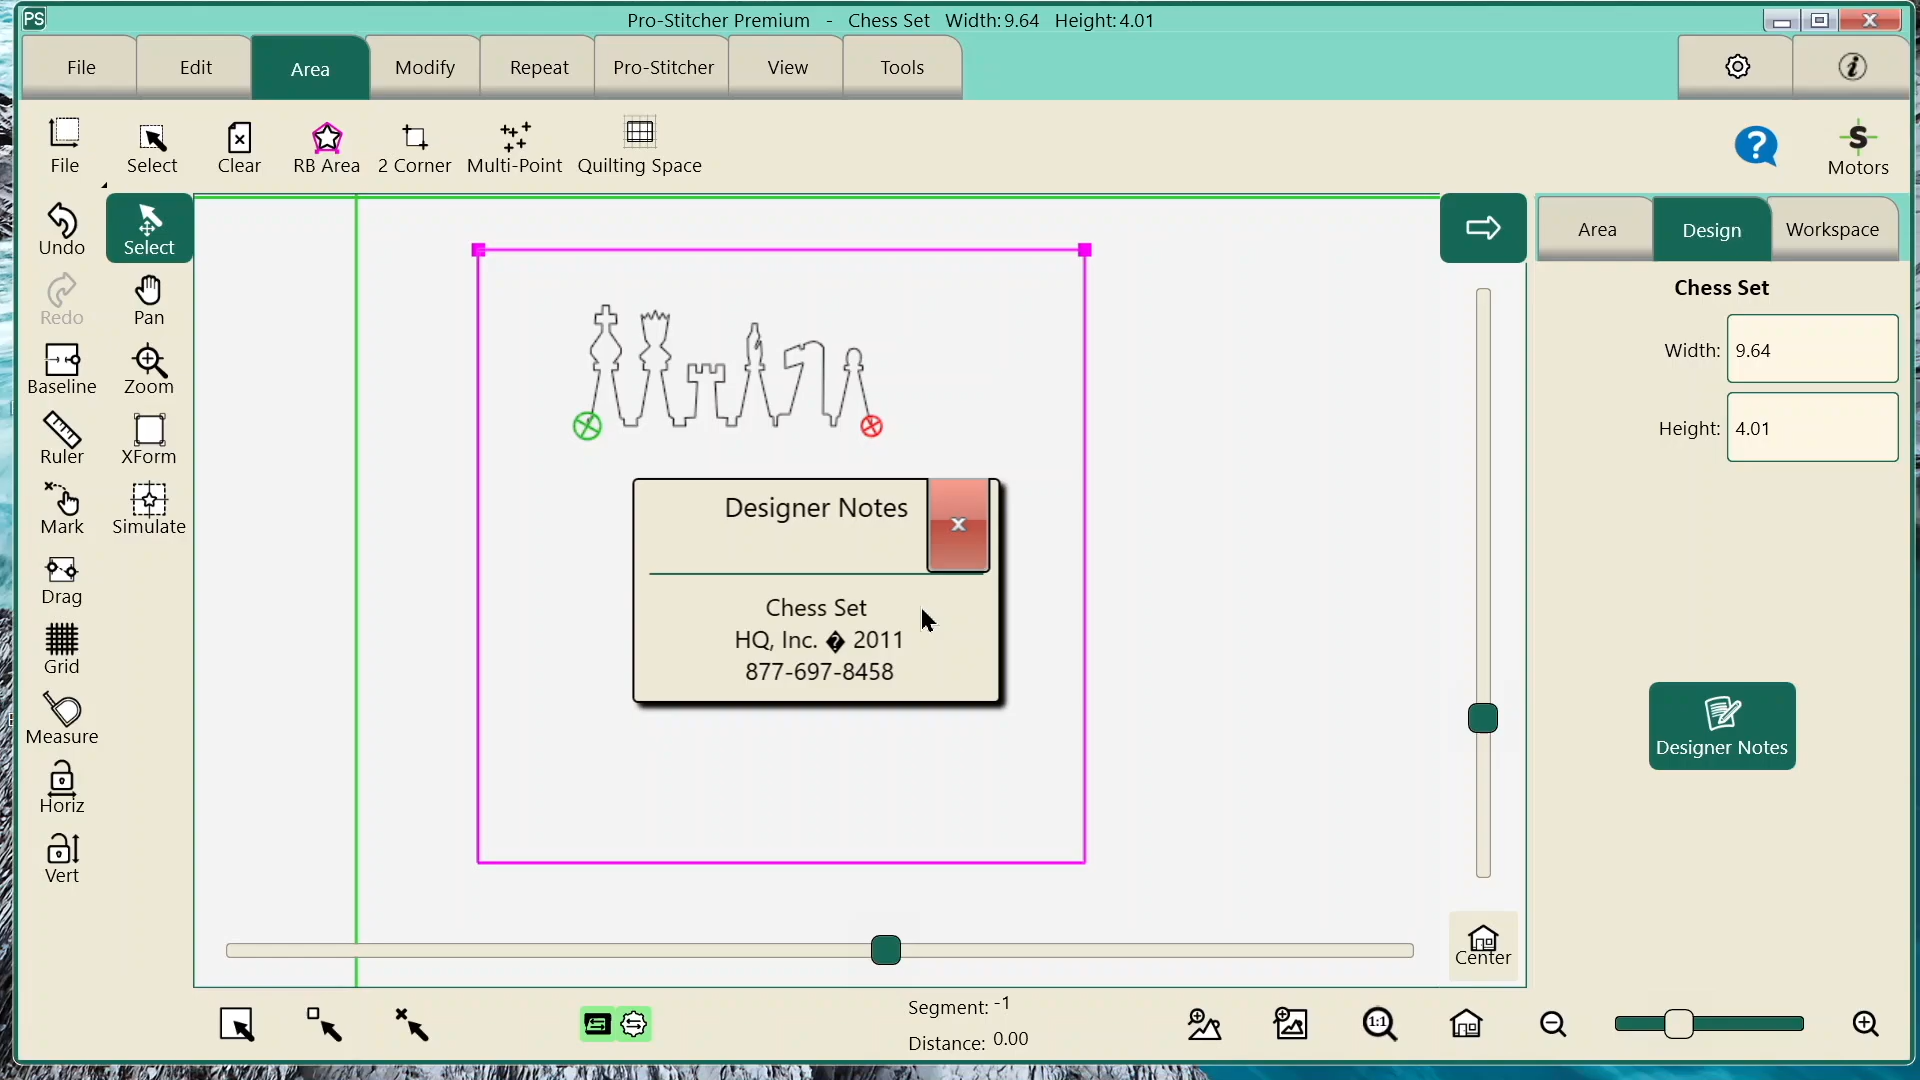 PS
Pro-Stitcher Premium - Chess Set Width: 9.64 Height: 4.01
File Edit Area Modify Repeat Pro-Stitcher View Tools
File Select Clear RB Area 2 Corner Multi-Point Quilting Space
S
Motors
Undo Select
Redo Pan
Baseline Zoom
Ruler XForm
Mark Simulate
Drag
Grid
Measure
Horiz
Vert
Area Design Workspace
Chess Set
Width: 9.64
Height: 4.01
Designer Notes
Designer Notes
x
Chess Set
HQ, Inc. � 2011
877-697-8458
Center
Segment: -1
Distance: 0.00
1:1